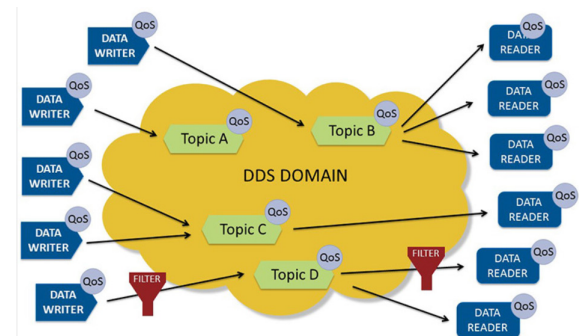 QoS
DATA
WRITER
QoS
DATA
WRITER
QoS
DATA
WRITER
QoS
DATA
WRITER
QoS
DATA
WRITER
FILTER
QoS
Topic A
QoS
Topic B
DDS DOMAIN
QoS
Topic C
QoS
Topic D
FILTER
QoS
DATA
READER
QoS
DATA
READER
QoS
DATA
READER
QoS
DATA
READER
QoS
DATA
READER
QoS
DATA
READER